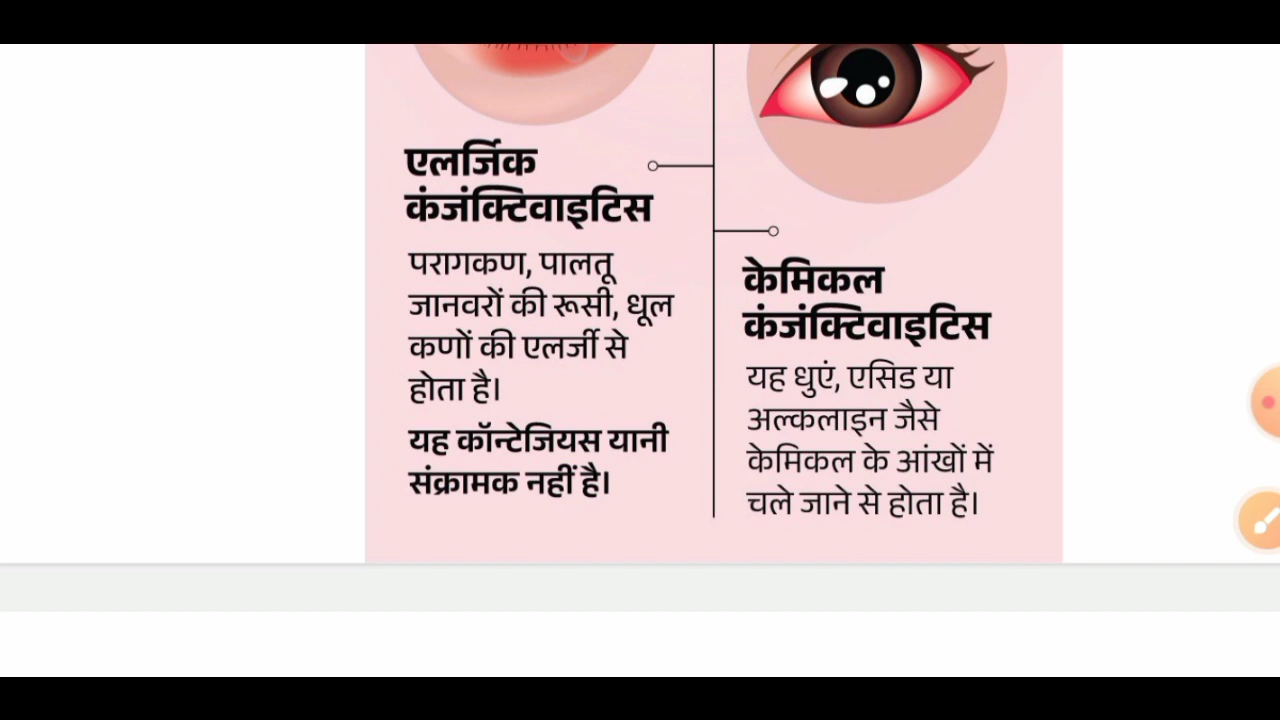 एलर्जिक
कंजंक्टिवाइटिस
परागकण, पालतू
जानवरों की रूसी, धूल
कणों की एलर्जी से
होता है।
यह कॉन्टेजियस यानी
संक्रामक नहीं है।
केमिकल
कंजंक्टिवाइटिस
यह धुएं, एसिड या
अल्कलाइन जैसे
केमिकल के आंखों में
चले जाने से होता है।